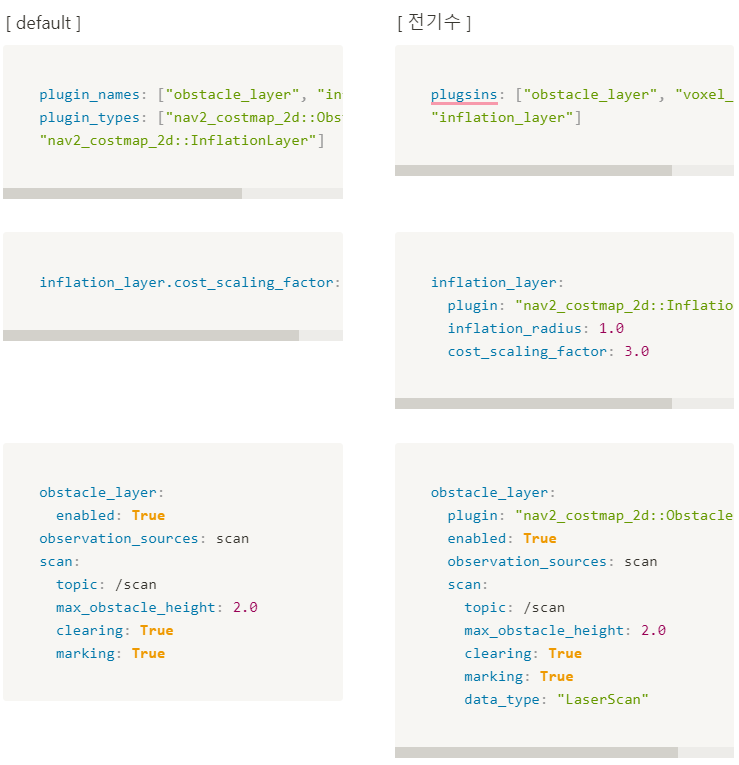 [ default ]
plugin_names: ["obstacle_layer", "in
plugin_types: ["nav2_costmap_2d::Obs
"nav2_costmap_2d::InflationLayer"]
inflation_layer.cost_scaling_factor:
obstacle_layer:
  enabled: True
observation_sources: scan
scan:
  topic: /scan
  max_obstacle_height: 2.0
  clearing: True
  marking: True
[ 전기수 ]
plugsins: ["obstacle_layer", "voxel_
"inflation_layer"]
inflation_layer:
  plugin: "nav2_costmap_2d::Inflatio
  inflation_radius: 1.0
  cost_scaling_factor: 3.0
obstacle_layer:
  plugin: "nav2_costmap_2d::Obstacle
  enabled: True
  observation_sources: scan
  scan:
    topic: /scan
    max_obstacle_height: 2.0
    clearing: True
    marking: True
    data_type: "LaserScan"